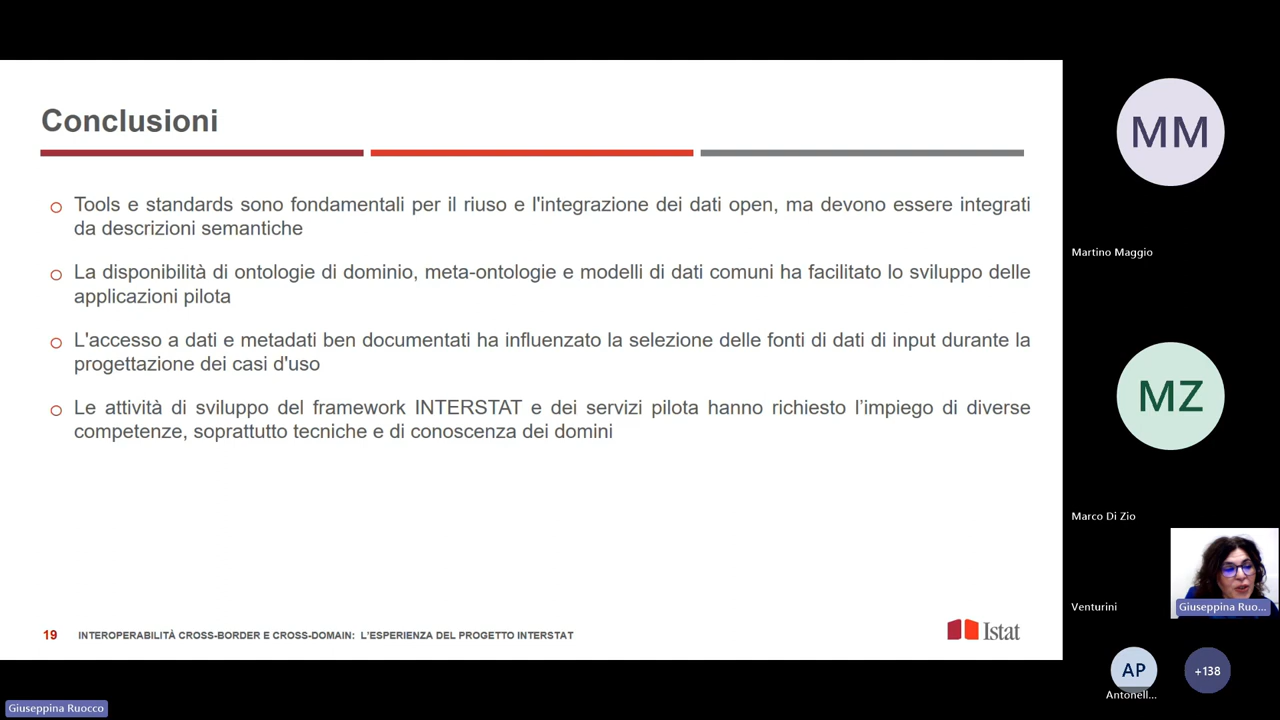 Conclusioni
Tools e standards sono fondamentali per il riuso e l'integrazione dei dati open, ma devono essere integrati
da descrizioni semantiche
La disponibilità di ontologie di dominio, meta-ontologie e modelli di dati comuni ha facilitato lo sviluppo delle
applicazioni pilota
L'accesso a dati e metadati ben documentati ha influenzato la selezione delle fonti di dati di input durante la
progettazione dei casi d'uso
Le attività di sviluppo del framework INTERSTAT e dei servizi pilota hanno richiesto l’impiego di diverse
competenze, soprattutto tecniche e di conoscenza dei domini
19 INTEROPERABILITÀ CROSS-BORDER E CROSS-DOMAIN: L'ESPERIENZA DEL PROGETTO INTERSTAT
Istat
MM
Martino Maggio
MZ
Marco Di Zio
Venturini
Giuseppina Ruo...
AP
+138
Antonell...
Giuseppina Ruocco